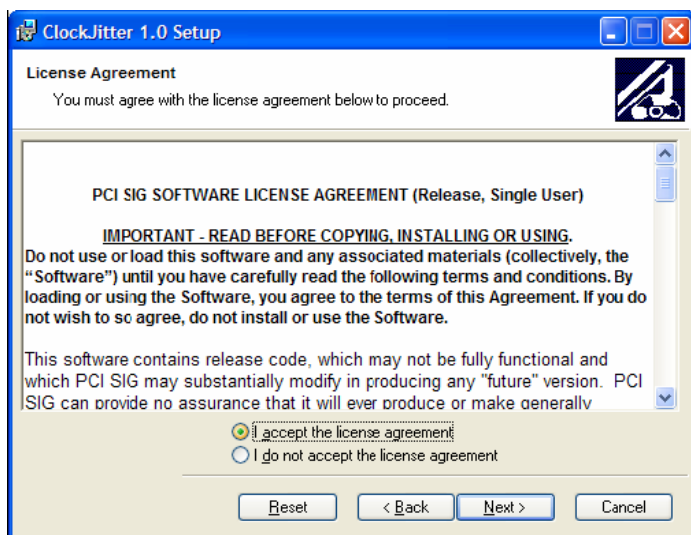 ClockJitter 1.0 Setup
License Agreement
You must agree with the license agreement below to proceed.
PCI SIG SOFTWARE LICENSE AGREEMENT (Release, Single User)
IMPORTANT - READ BEFORE COPYING, INSTALLING OR USING.
Do not use or load this software and any associated materials (collectively, the
“Software”) until you have carefully read the following terms and conditions. By
loading or using the Software, you agree to the terms of this Agreement. If you do
not wish to so agree, do not install or use the Software.
This software contains release code, which may not be fully functional and
which PCI SIG may substantially modify in producing any "future" version.  PCI
SIG can provide no assurance that it will ever produce or make generally
I accept the license agreement
I do not accept the license agreement
Reset
< Back
Next >
Cancel